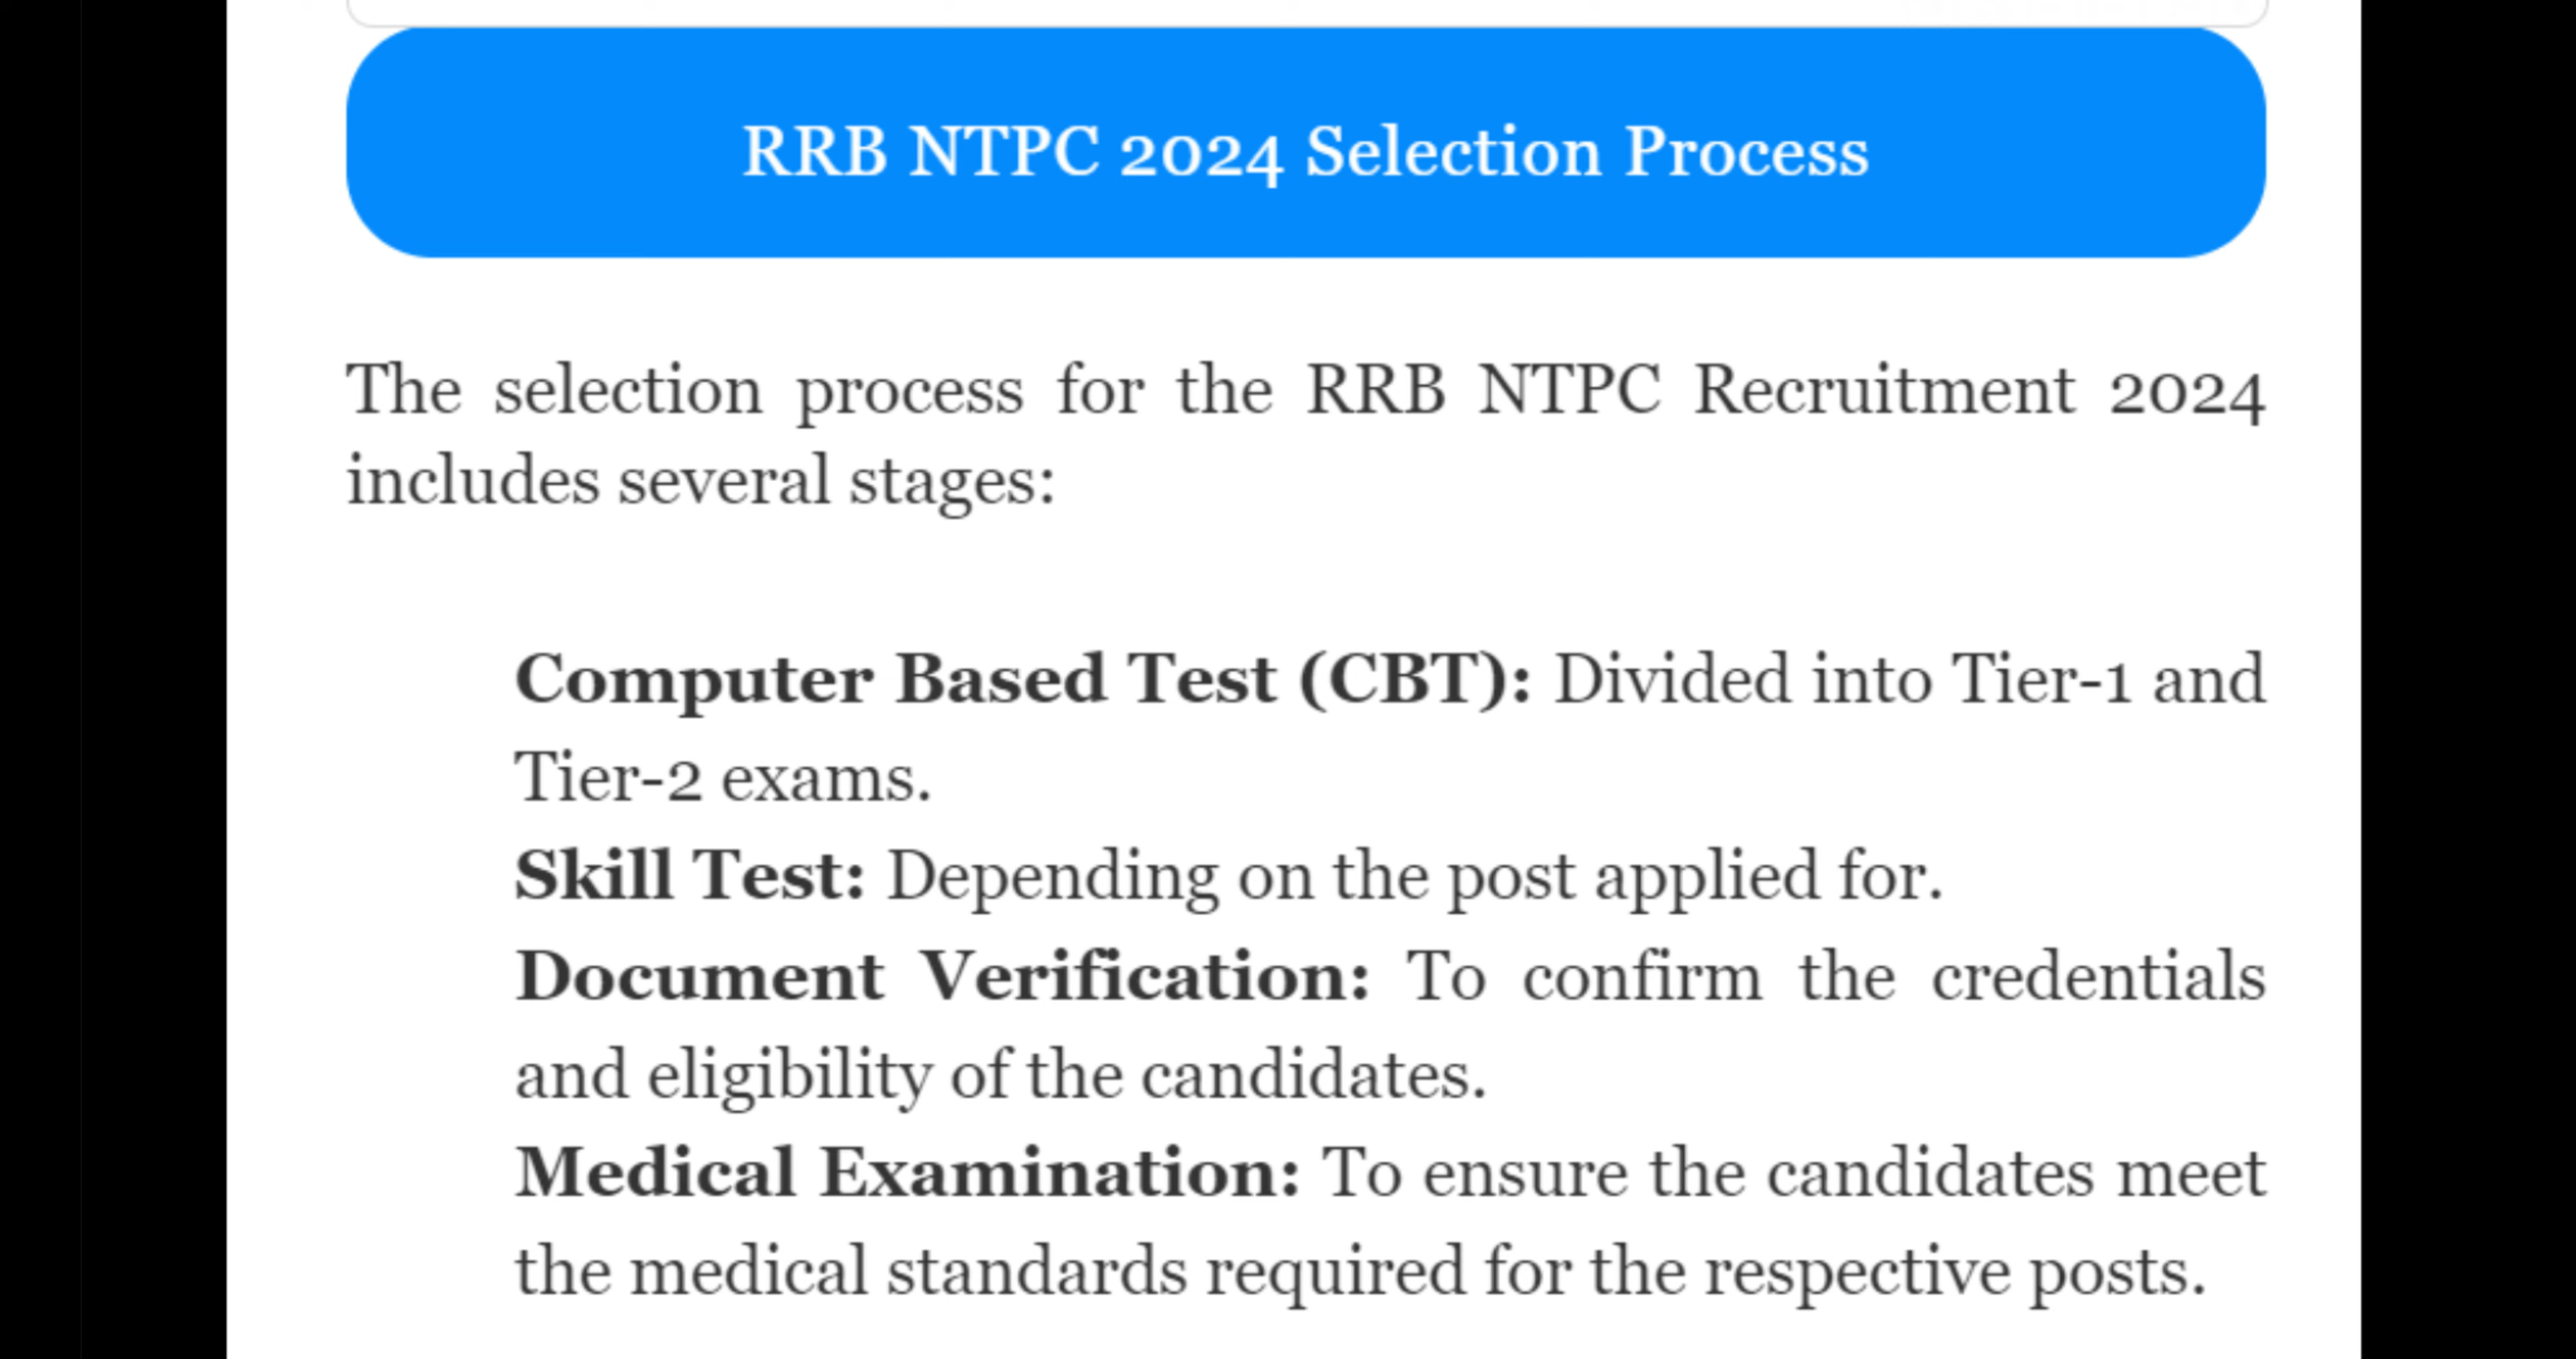 RRB NTPC 2024 Selection Process
The selection process for the RRB NTPC Recruitment 2024
includes several stages:
Computer Based Test (CBT): Divided into Tier-1 and
Tier-2 exams.
Skill Test: Depending on the post applied for.
Document Verification: To confirm the credentials
and eligibility of the candidates.
Medical Examination: To ensure the candidates meet
the medical standards required for the respective posts.